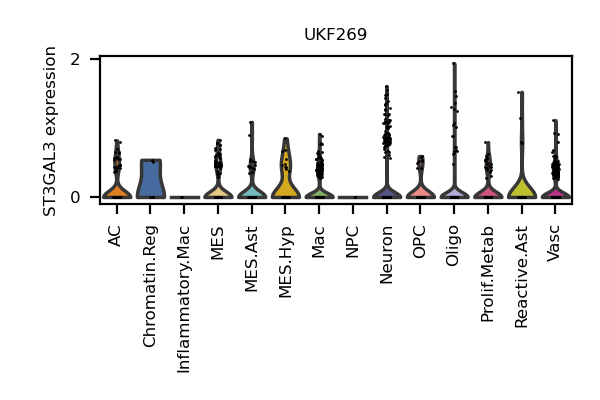 UKF269
ST3GAL3 expression
2
0
AC
Chromatin.Reg
Inflammatory.Mac
MES
MES.Ast
MES.Hyp
Mac
NPC
Neuron
OPC
Oligo
Prolif.Metab
Reactive.Ast
Vasc